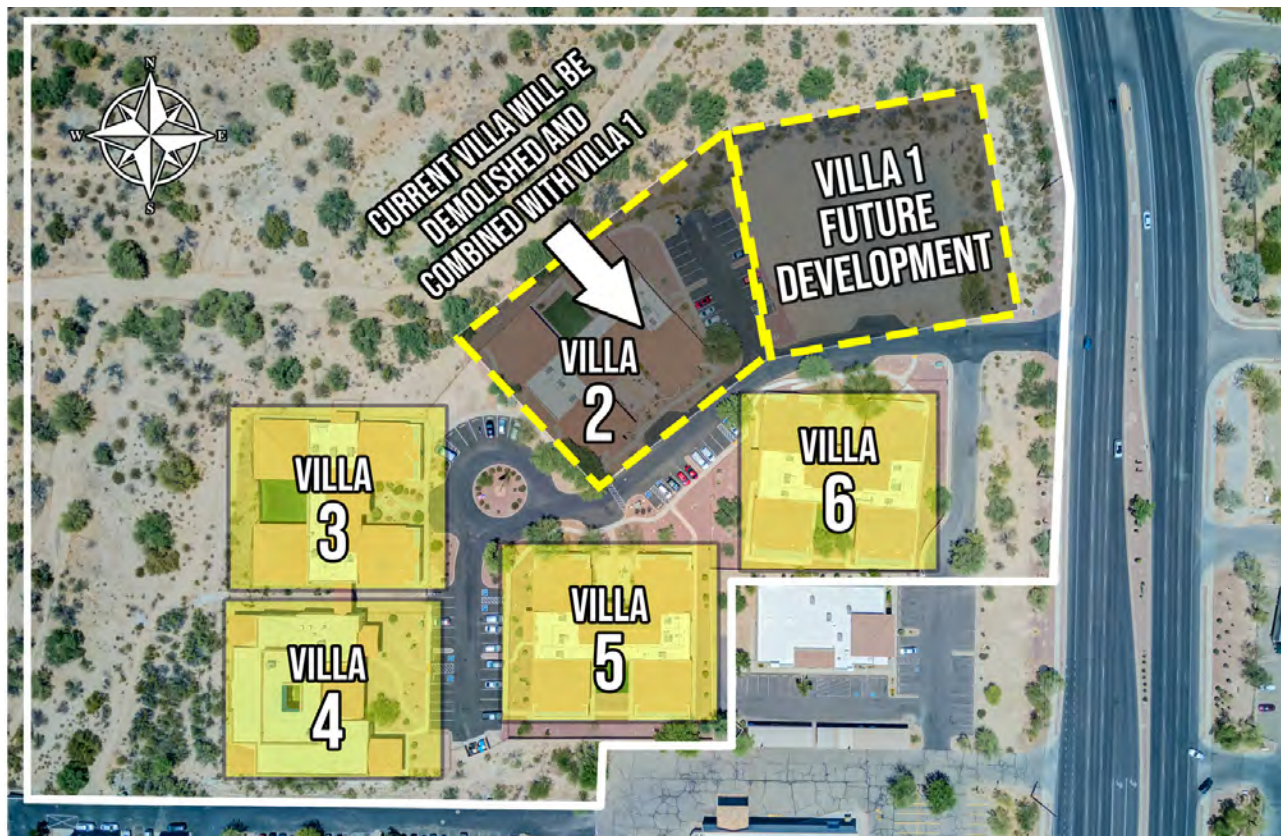 N
W
E
S
CURRENT VILLA WILL BE
DEMOLISHED AND
COMBINED WITH VILLA 1
VILLA 1
FUTURE
DEVELOPMENT
VILLA
2
VILLA
3
VILLA
6
VILLA
5
VILLA
4